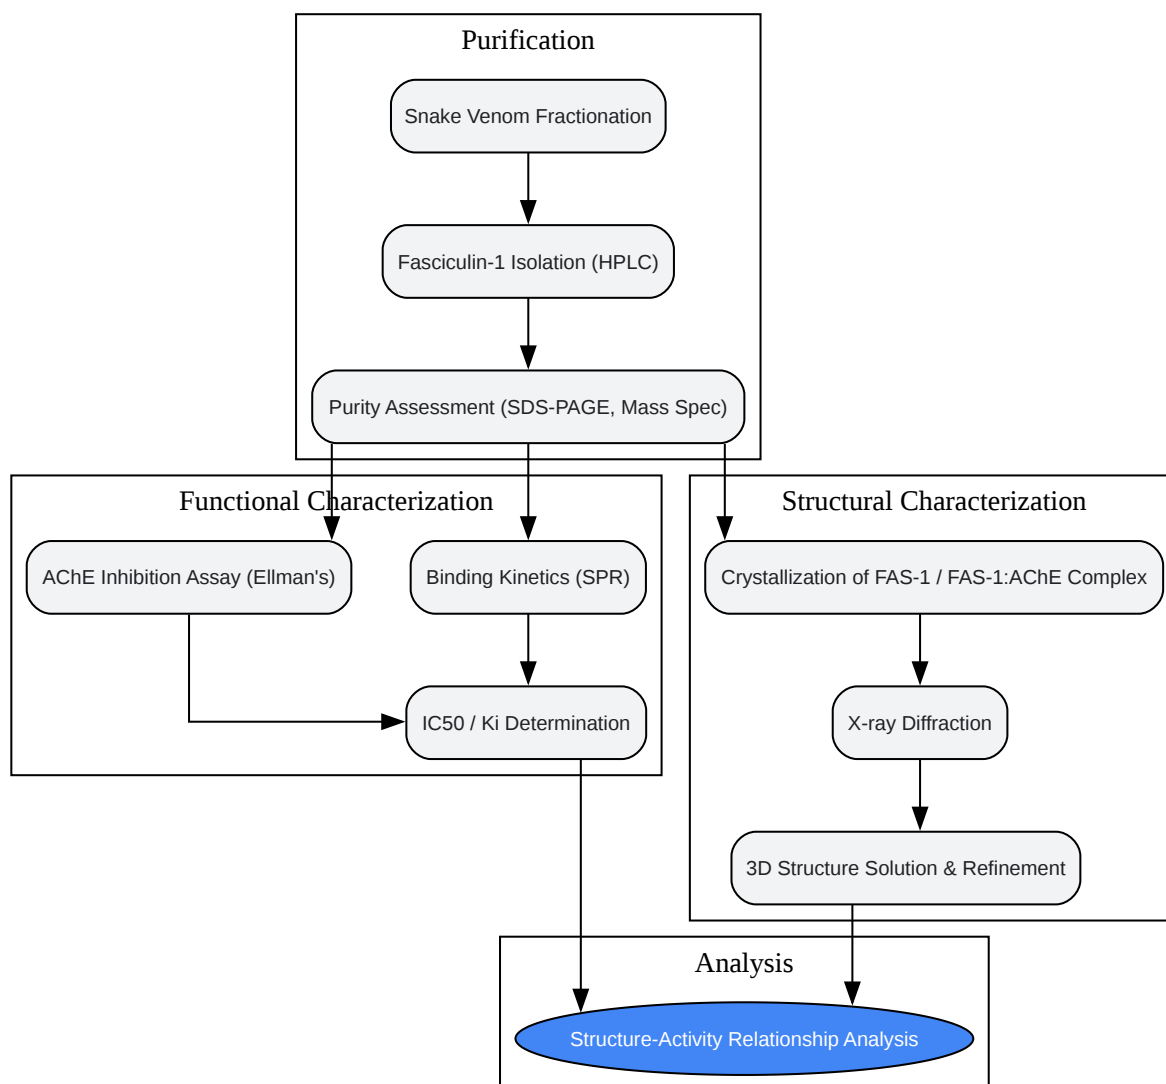 Purification
Snake Venom Fractionation
Fasciculin-1 Isolation (HPLC)
Purity Assessment (SDS-PAGE, Mass Spec)
Functional Characterization
AChE Inhibition Assay (Ellman's)
Binding Kinetics (SPR)
IC50 / Ki Determination
Structural Characterization
Crystallization of FAS-1 / FAS-1:AChE Complex
X-ray Diffraction
3D Structure Solution & Refinement
Analysis
Structure-Activity Relationship Analysis